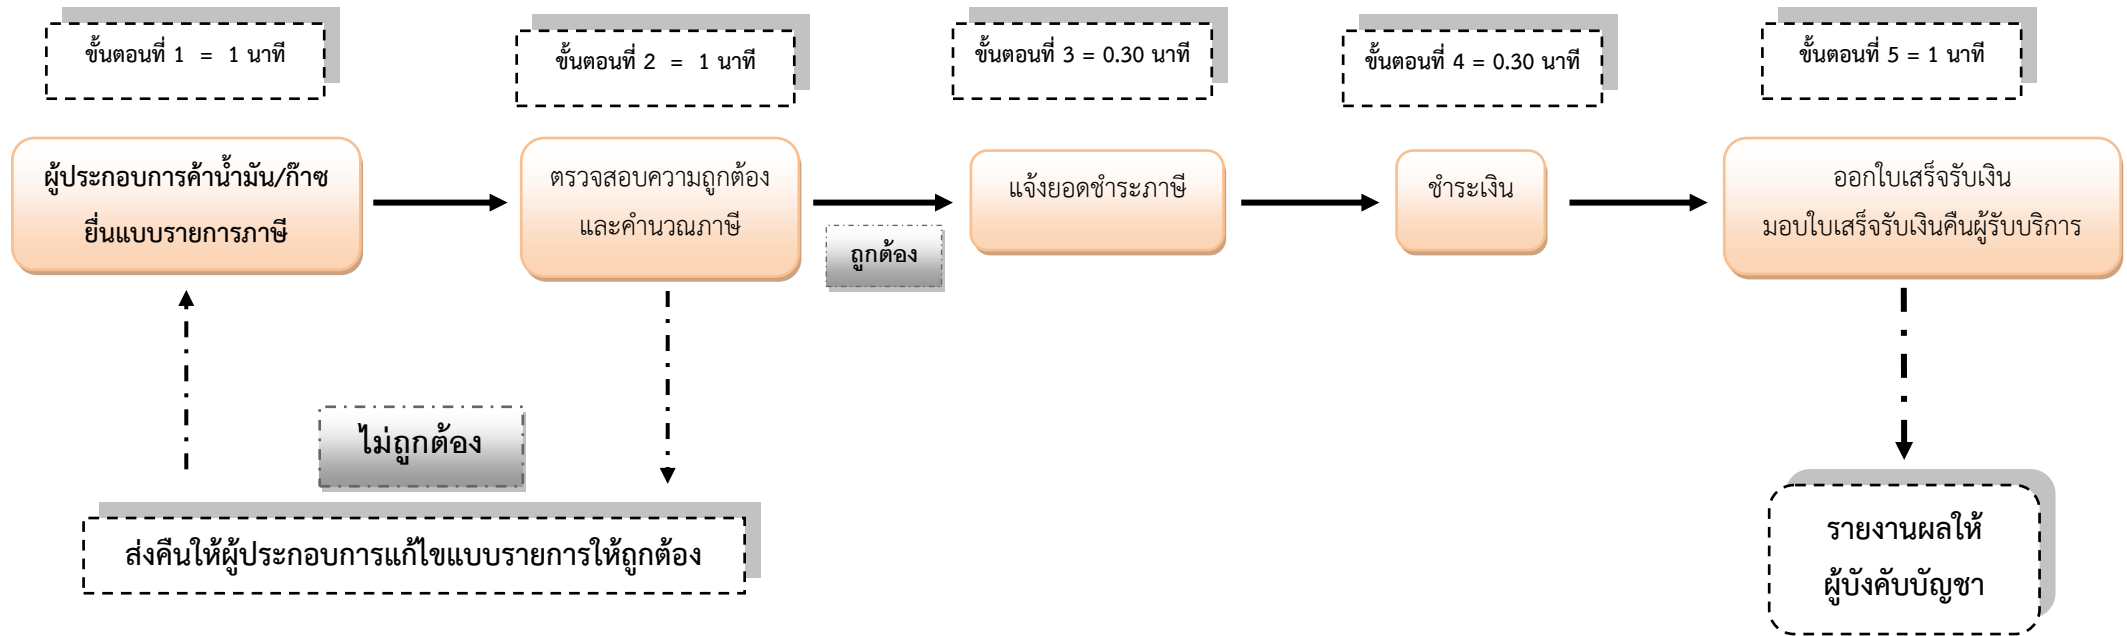 ขั้นตอนที่ 1 = 1 นาที
ขั้นตอนที่ 2 = 1 นาที
ขั้นตอนที่ 3 = 0.30 นาที
ขั้นตอนที่ 4 = 0.30 นาที
ขั้นตอนที่ 5 = 1 นาที
ผู้ประกอบการค้าน้ำมัน/ก๊าซ
ยื่นแบบรายการภาษี
ตรวจสอบความถูกต้อง
และคำนวณภาษี
ถูกต้อง
แจ้งยอดชำระภาษี
ชำระเงิน
ออกใบเสร็จรับเงิน
มอบใบเสร็จรับเงินคืนผู้รับบริการ
ไม่ถูกต้อง
ส่งคืนให้ผู้ประกอบการแก้ไขแบบรายการให้ถูกต้อง
รายงานผลให้
ผู้บังคับบัญชา